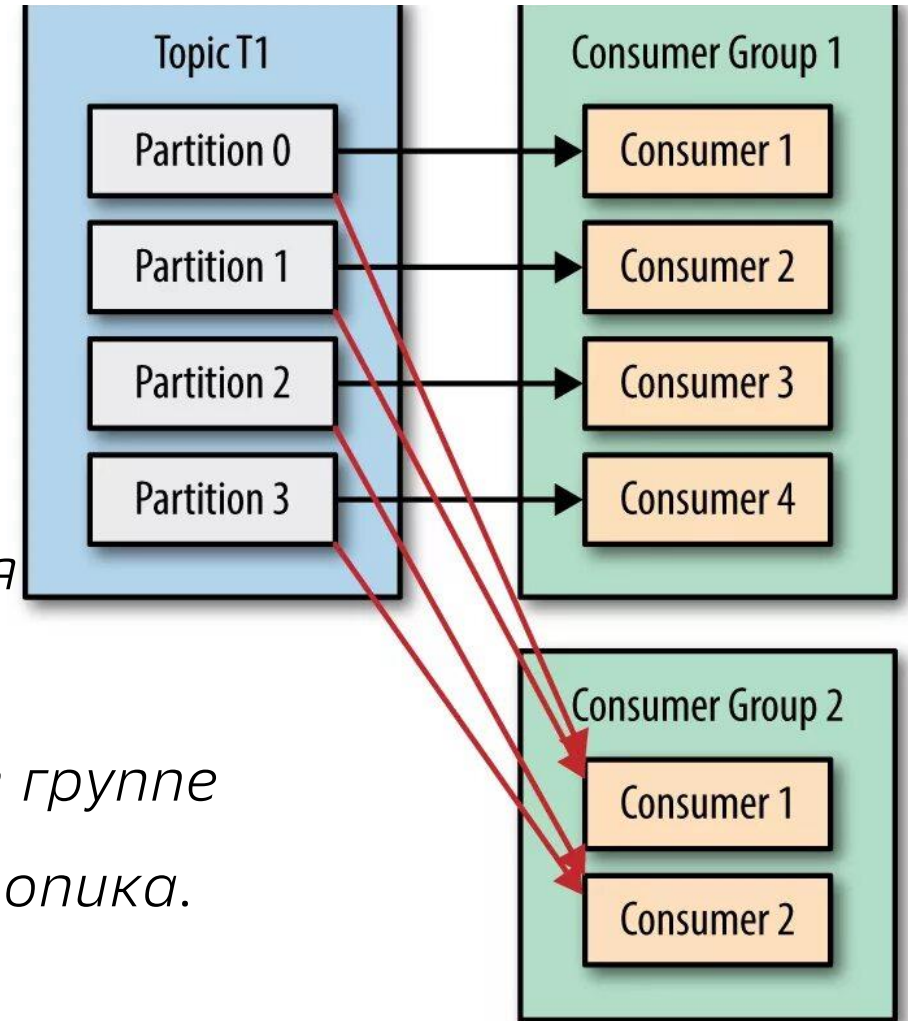 Topic T1
Partition 0
Partition 1
Partition 2
Partition 3
Consumer Group 1
Consumer 1
Consumer 2
Consumer 3
Consumer 4
Consumer Group 2
Consumer 1
Consumer 2
я
группе
опика.